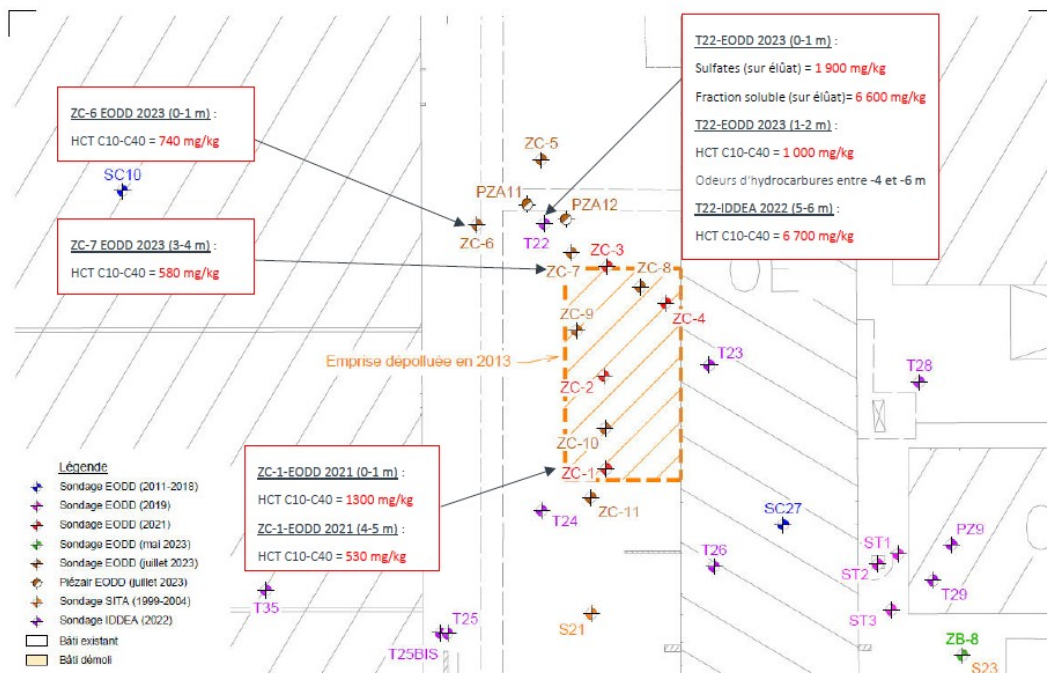 T22-EODD 2023 (0-1 m) :
Sulfates (sur élûat) = 1 900 mg/kg
Fraction soluble (sur élûat)= 6 600 mg/kg
T22-EODD 2023 (1-2 m) :
HCT C10-C40 = 1 000 mg/kg
Odeurs d'hydrocarbures entre -4 et -6 m
T22-IDDEA 2022 (5-6 m) :
HCT C10-C40 = 6 700 mg/kg
ZC-6 EODD 2023 (0-1 m) :
HCT C10-C40 = 740 mg/kg
ZC-5
SC10
PZA11
PZA12
ZC-6
T22
ZC-7 EODD 2023 (3-4 m) :
HCT C10-C40 = 580 mg/kg
ZC-3
ZC-7
ZC-8
ZC-9
ZC-4
Emprise dépolluée en 2013
T23
T28
ZC-2
ZC-10
ZC-1-EODD 2021 (0-1 m) :
HCT C10-C40 = 1300 mg/kg
ZC-1-EODD 2021 (4-5 m) :
HCT C10-C40 = 530 mg/kg
ZC-1
ZC-11
T24
SC27
T26
ST1
ST2
PZ9
T29
ST3
T35
T25
T25BIS
S21
ZB-8
S23
Légende
Sondage EODD (2011-2018)
Sondage EODD (2019)
Sondage EODD (2021)
Sondage EODD (mai 2023)
Sondage EODD (juillet 2023)
Piézair EODD (juillet 2023)
Sondage SITA (1999-2004)
Sondage IDDEA (2022)
Bâti existant
Bâti démoli